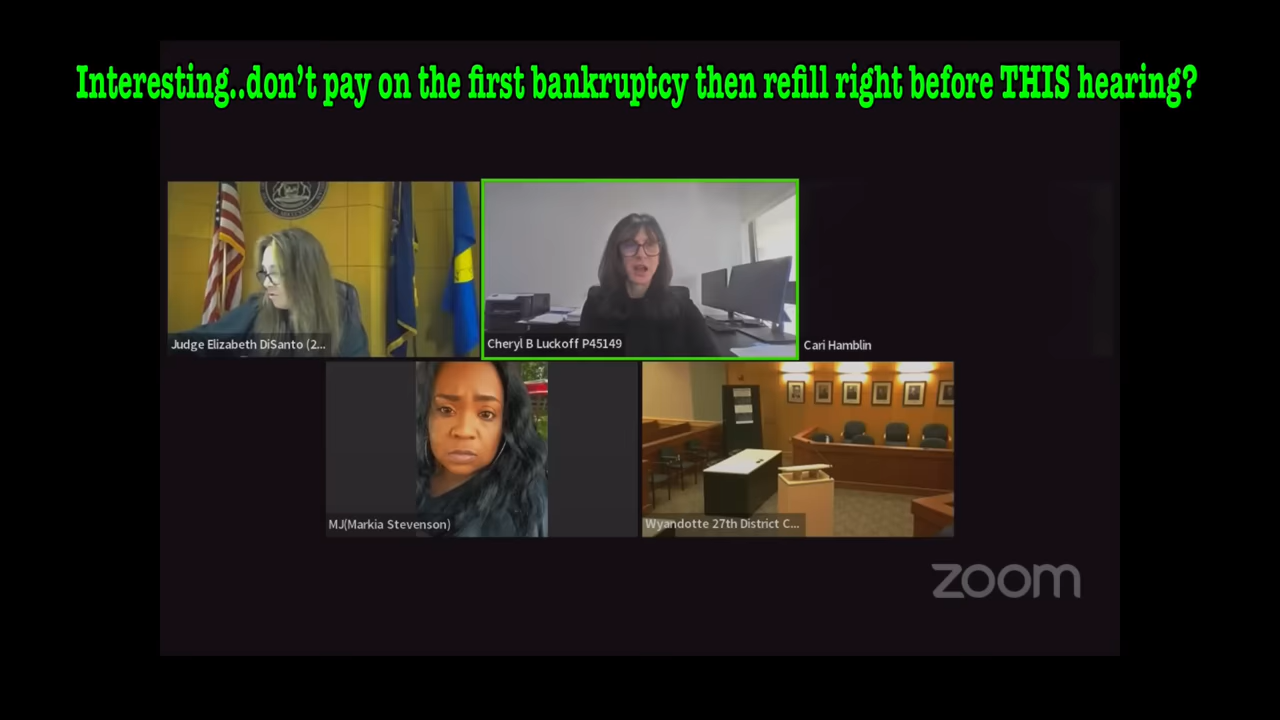 Interesting..don't pay on the first bankruptcy then refill right before THIS hearing?
Judge Elizabeth DiSanto (2...
Cheryl B Luckoff P45149
Cari Hamblin
MJ(Markia Stevenson)
Wyandotte 27th District C...
zoom